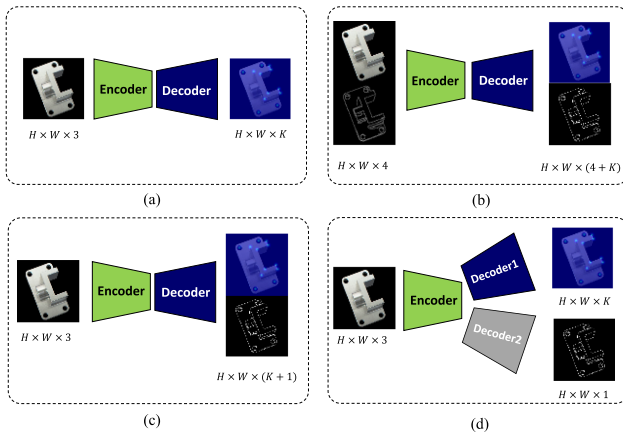 Encoder
Decoder
H × W × 3
H × W × K
(a)
Encoder
Decoder
H × W × 4
H × W × (4 + K)
(b)
Encoder
Decoder
H × W × 3
H × W × (K + 1)
(c)
Encoder
Decoder1
Decoder2
H × W × 3
H × W × K
H × W × 1
(d)